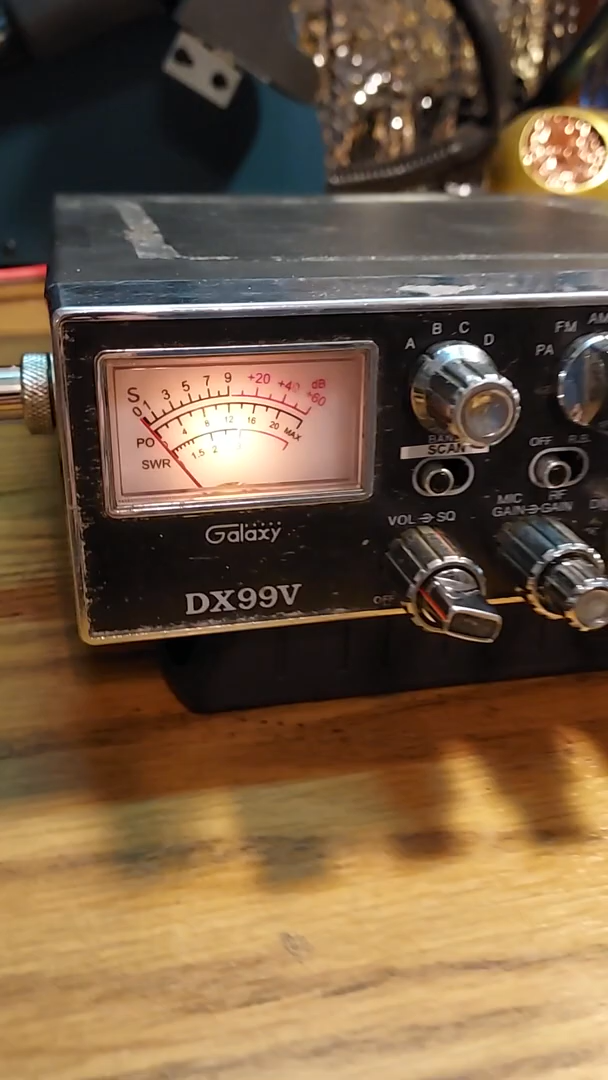 A B C D
PA FM AM
S 0 1 3 5 7 9 +20 +40 +60 dB
PO 4 8 12 16 20 MAX
SWR 1.5 2
SCAN
OFF R.B.
Galaxy
VOL SQ
MIC GAIN RF GAIN
OFF
DX99V